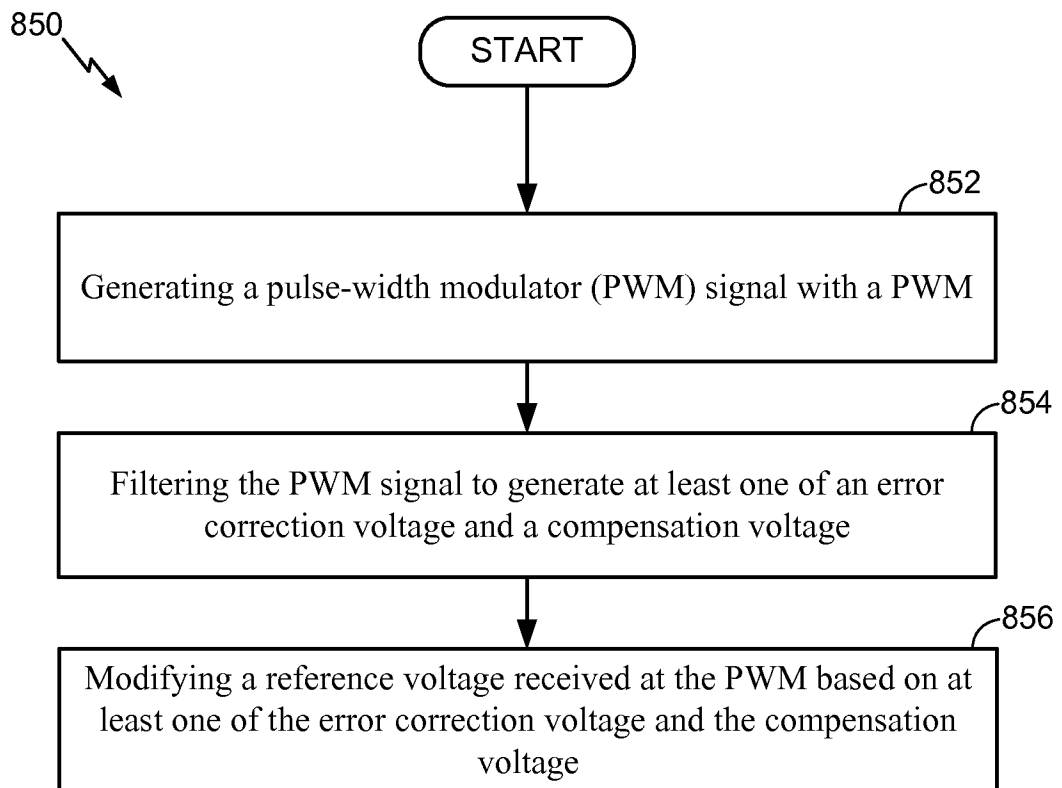 850
START
852
Generating a pulse-width modulator (PWM) signal with a PWM
854
Filtering the PWM signal to generate at least one of an error
correction voltage and a compensation voltage
856
Modifying a reference voltage received at the PWM based on at
least one of the error correction voltage and the compensation
voltage